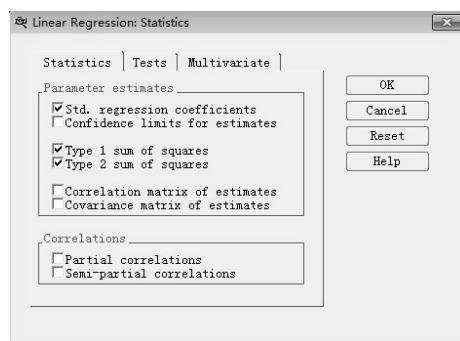 Linear Regression: Statistics
Statistics Tests Multivariate
Parameter estimates
Std. regression coefficients
Confidence limits for estimates
Type 1 sum of squares
Type 2 sum of squares
Correlation matrix of estimates
Covariance matrix of estimates
Correlations
Partial correlations
Semi-partial correlations
OK
Cancel
Reset
Help